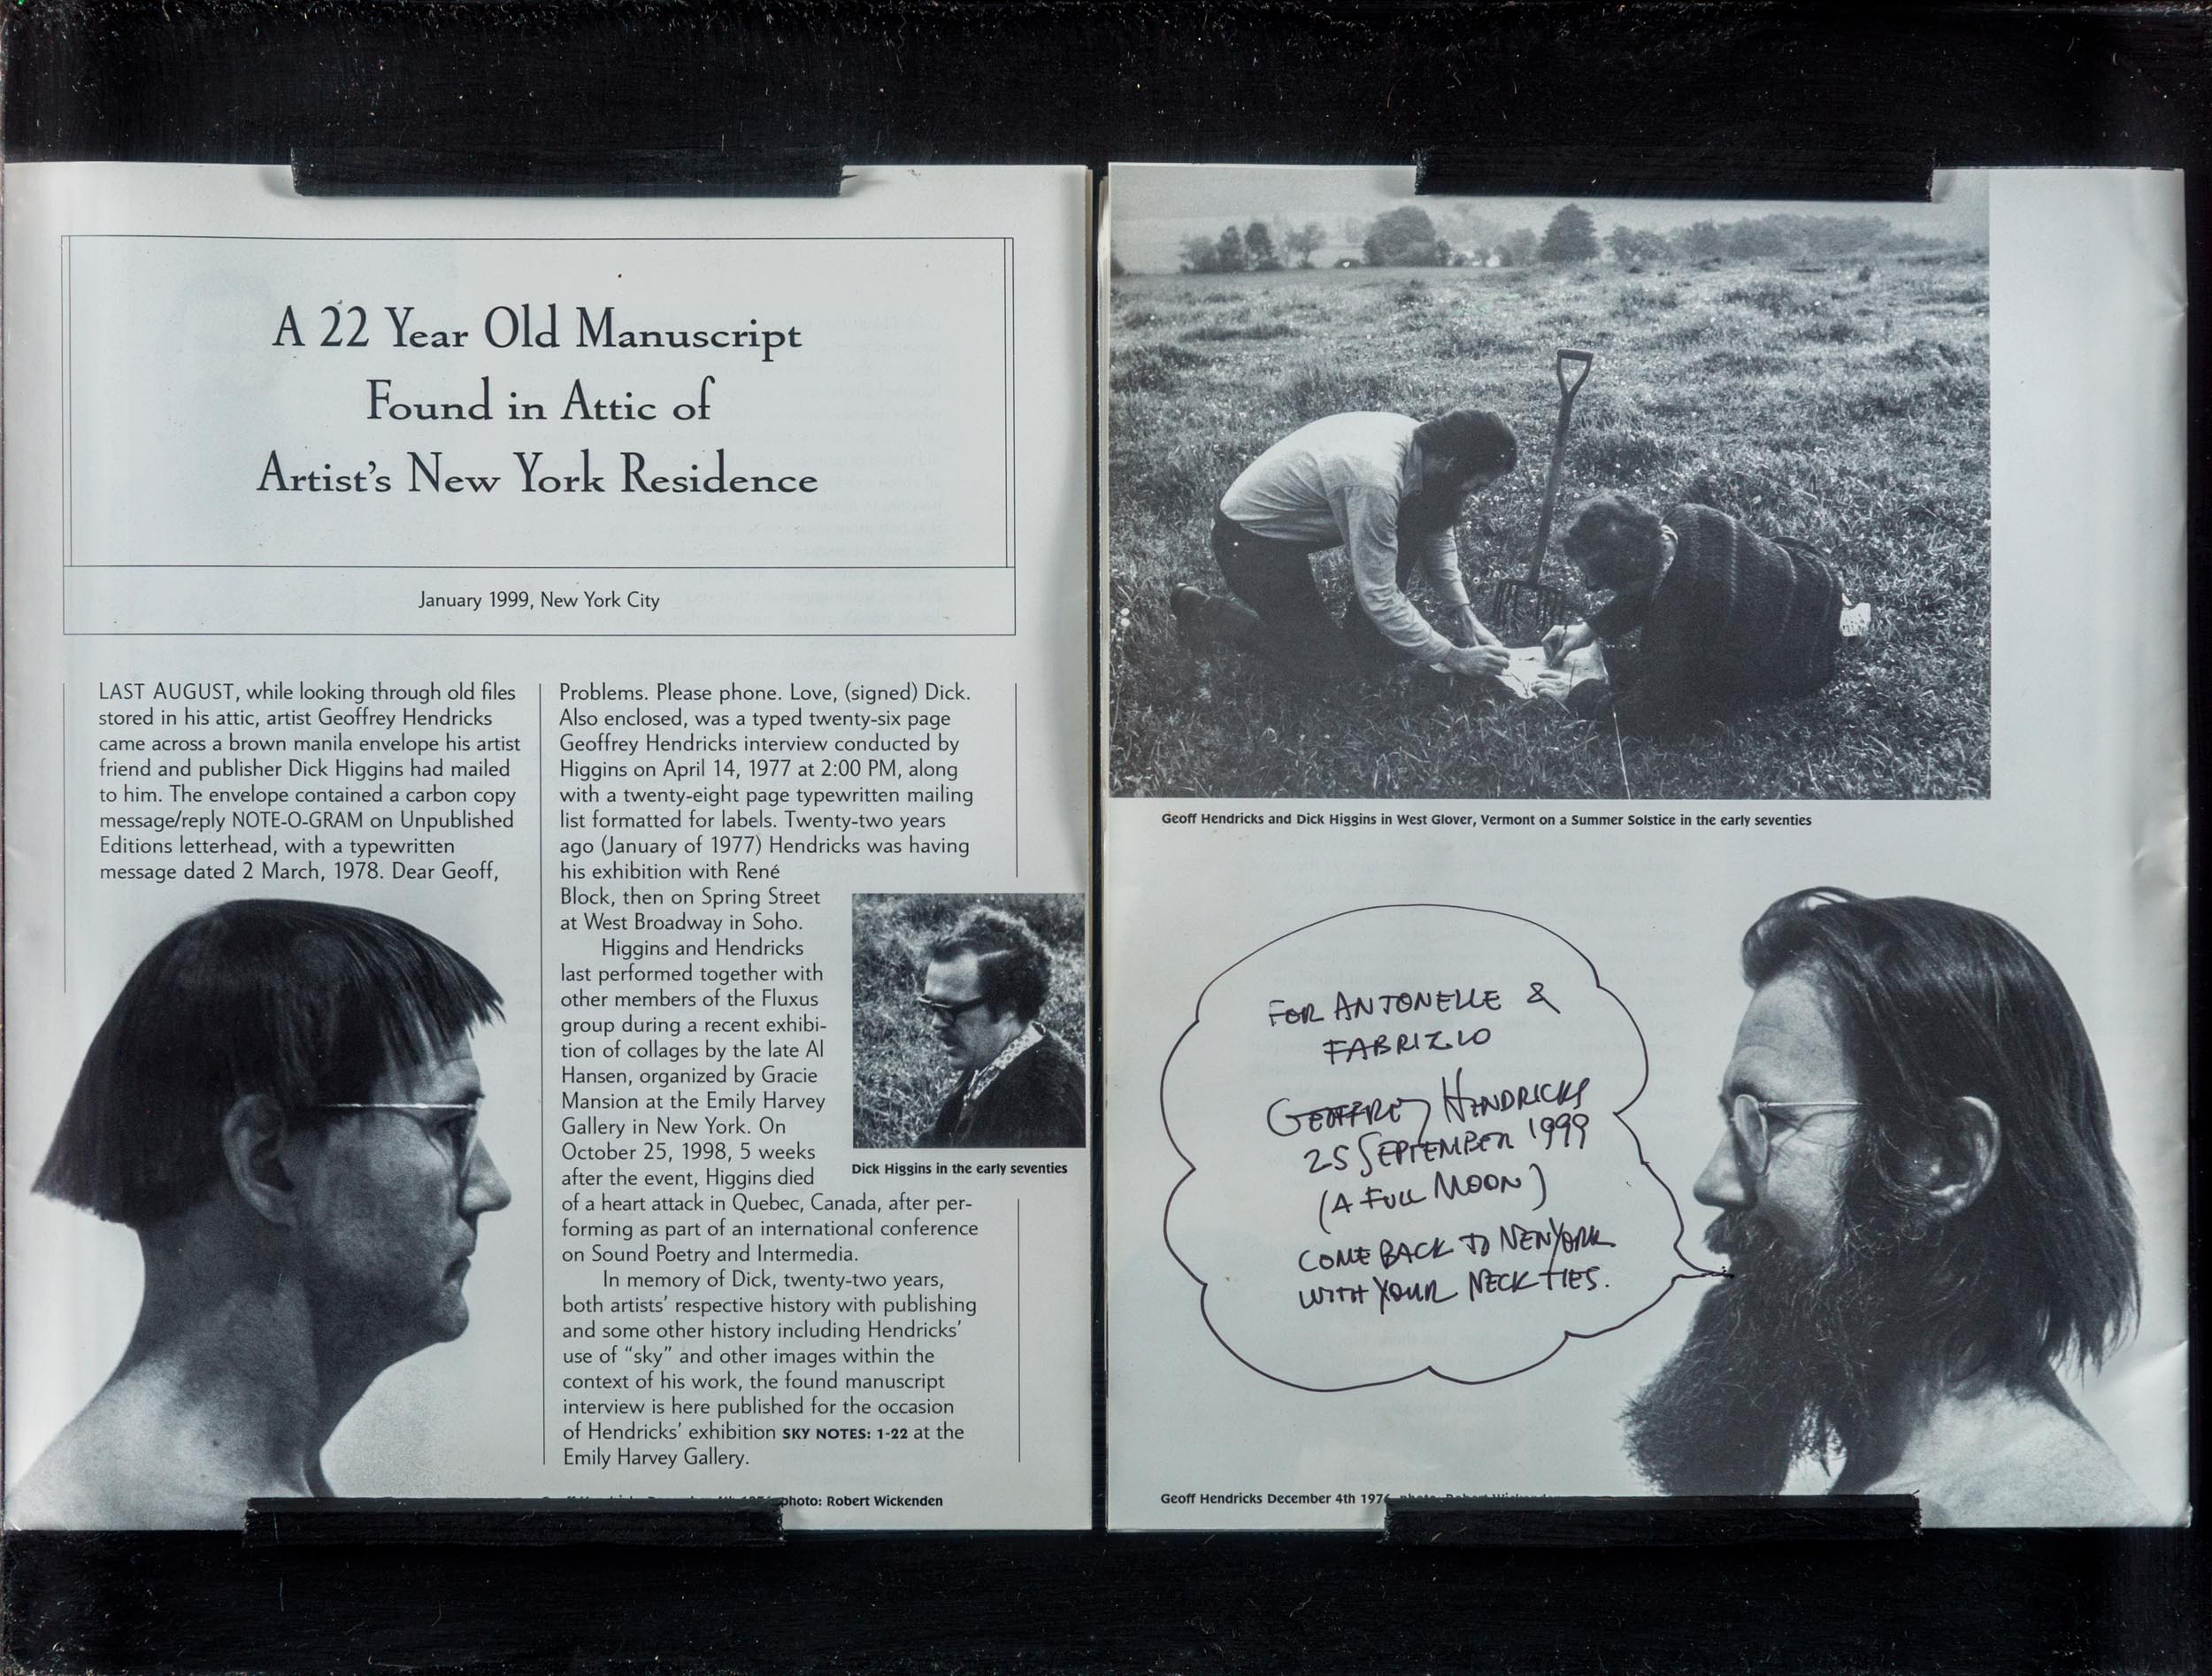 A 22 Year Old Manuscript
Found in Attic of
Artist's New York Residence
January 1999, New York City
LAST AUGUST, while looking through old files
stored in his attic, artist Geoffrey Hendricks
came across a brown manila envelope his artist
friend and publisher Dick Higgins had mailed
to him. The envelope contained a carbon copy
message/reply NOTE-O-GRAM on Unpublished
Editions letterhead, with a typewritten
message dated 2 March, 1978. Dear Geoff,
Problems. Please phone. Love, (signed) Dick.
Also enclosed, was a typed twenty-six page
Geoffrey Hendricks interview conducted by
Higgins on April 14, 1977 at 2:00 PM, along
with a twenty-eight page typewritten mailing
list formatted for labels. Twenty-two years
ago (January of 1977) Hendricks was having
his exhibition with René
Block, then on Spring Street
at West Broadway in Soho.
Higgins and Hendricks
last performed together with
other members of the Fluxus
group during a recent exhibi-
tion of collages by the late Al
Hansen, organized by Gracie
Mansion at the Emily Harvey
Gallery in New York. On
October 25, 1998, 5 weeks
after the event, Higgins died
of a heart attack in Quebec, Canada, after per-
forming as part of an international conference
on Sound Poetry and Intermedia.
In memory of Dick, twenty-two years,
both artists' respective history with publishing
and some other history including Hendricks'
use of "sky" and other images within the
context of his work, the found manuscript
interview is here published for the occasion
of Hendricks' exhibition SKY NOTES: 1-22 at the
Emily Harvey Gallery.
Dick Higgins in the early seventies
photo: Robert Wickenden
Geoff Hendricks and Dick Higgins in West Glover, Vermont on a Summer Solstice in the early seventies
FOR ANTONELLE &
FABRIZIO
GEOFFREY HENDRICKS
25 SEPTEMBER 1999
(A FULL MOON)
COME BACK TO NEW YORK
WITH YOUR NECKTIES.
Geoff Hendricks December 4th 197